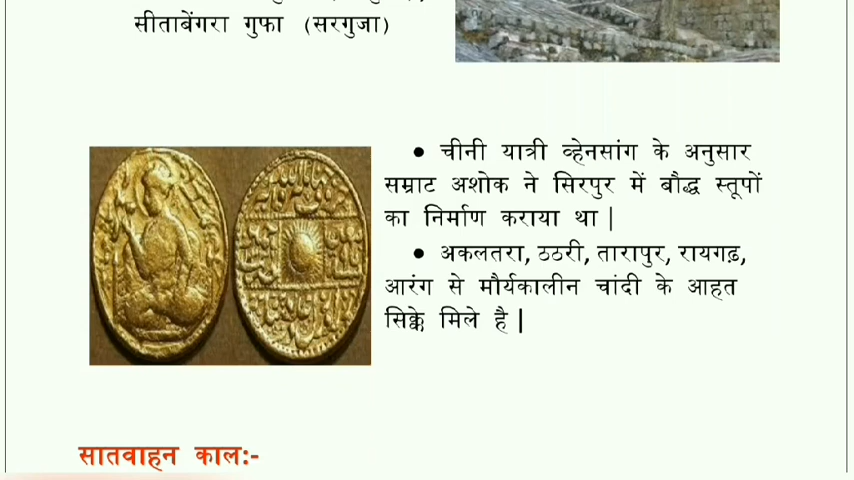 सीताबेंगरा गुफा (सरगुजा)
• चीनी यात्री व्हेनसांग के अनुसार
सम्राट अशोक ने सिरपुर में बौद्ध स्तूपों
का निर्माण कराया था |
• अकलतरा, ठठरी, तारापुर, रायगढ़,
आरंग से मौर्यकालीन चांदी के आहत
सिक्के मिले है |
सातवाहन काल:-